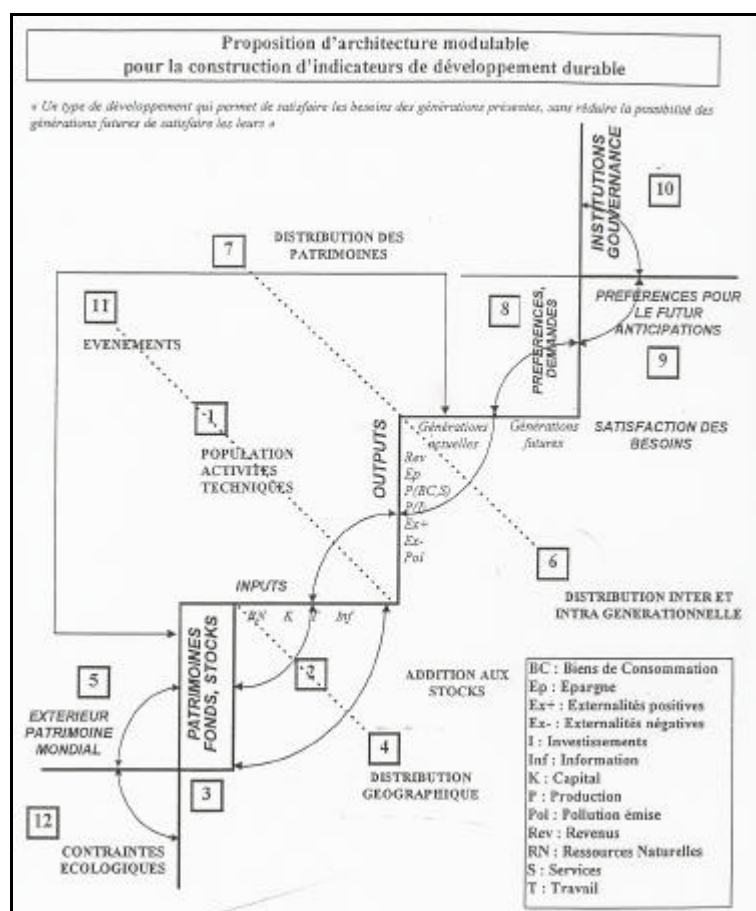 Proposition d'architecture modulable
pour la construction d'indicateurs de développement durable
« Un type de développement qui permet de satisfaire les besoins des générations présentes, sans réduire la possibilité des
générations futures de satisfaire les leurs »
INSTITUTIONS
GOUVERNANCE
10
7
DISTRIBUTION DES
PATRIMOINES
11
EVENEMENTS
8
PREFERENCES,
DEMANDES
PREFERENCES POUR
LE FUTUR
ANTICIPATIONS
9
1
POPULATION
ACTIVITES
TECHNIQUES
OUTPUTS
Générations
actuelles
Générations
futures
SATISFACTION DES
BESOINS
Rev
Ep
P(BC,S)
Ex+
Ex-
Pol
6
DISTRIBUTION INTER ET
INTRA GENERATIONNELLE
INPUTS
K
T
Inf
PATRIMOINES
FONDS, STOCKS
2
ADDITION AUX
STOCKS
5
EXTERIEUR
PATRIMOINE
MONDIAL
4
DISTRIBUTION
GEOGRAPHIQUE
3
12
CONTRAINTES
ECOLOGIQUES
BC : Biens de Consommation
Ep : Epargne
Ex+ : Externalités positives
Ex- : Externalités négatives
I : Investissements
Inf : Information
K : Capital
P : Production
Pol : Pollution émise
Rev : Revenus
RN : Ressources Naturelles
S : Services
T : Travail